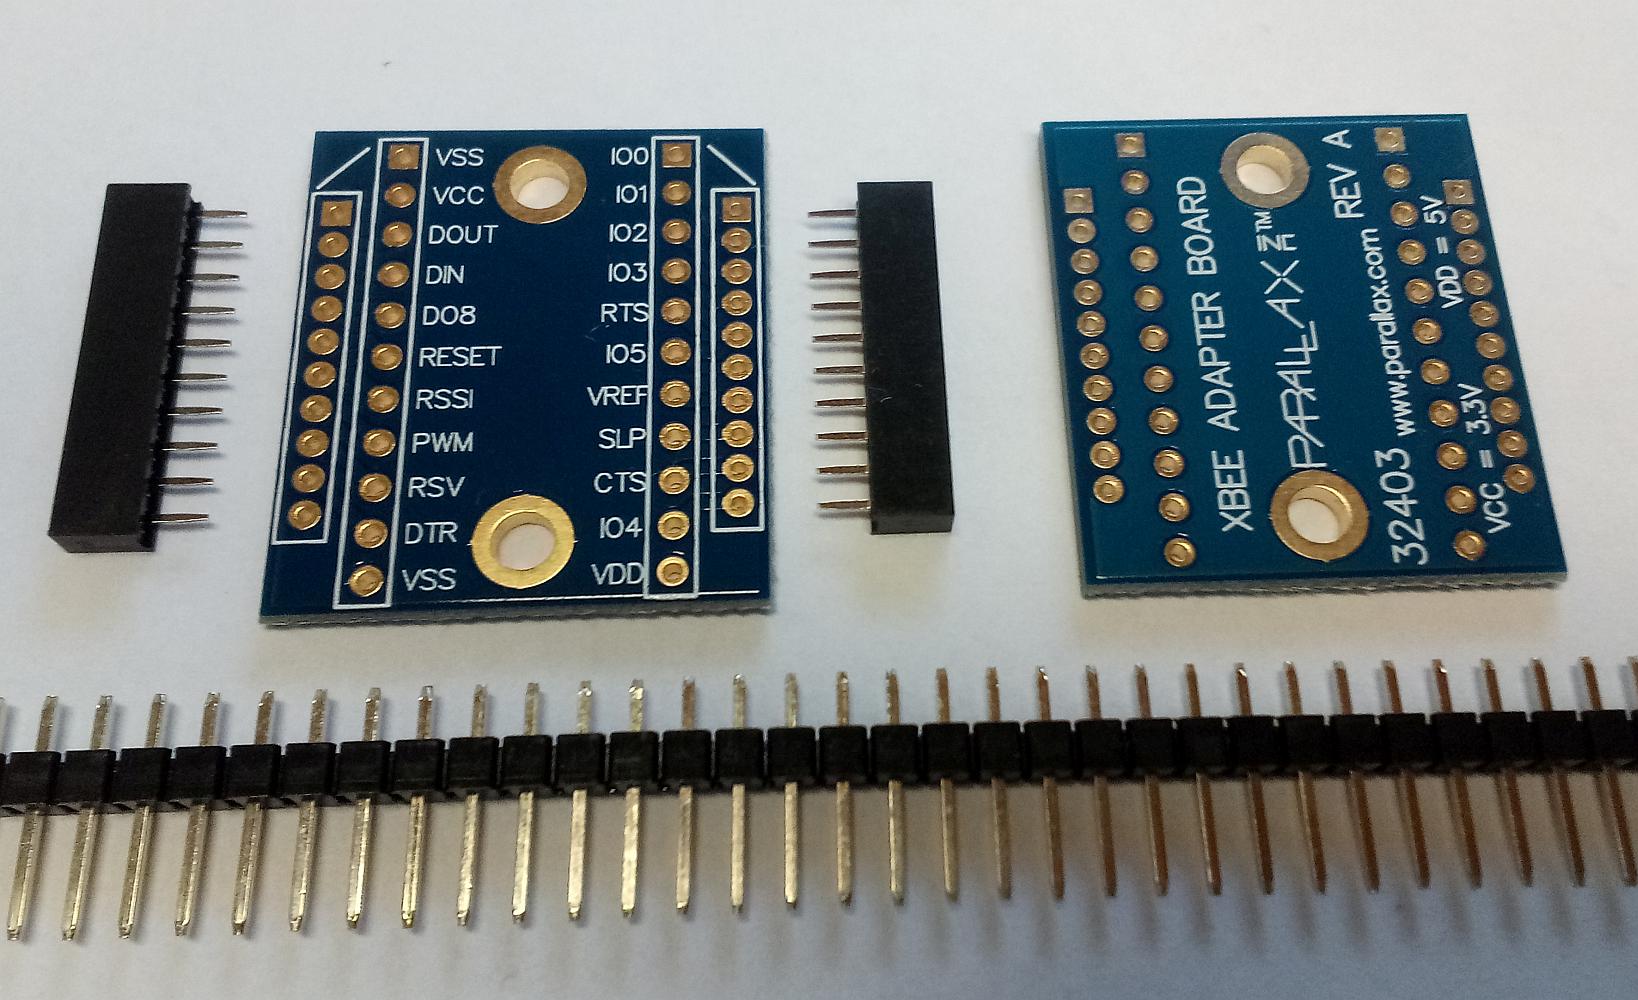 VSS
VCC
DOUT
DIN
DO8
RESET
RSSI
PWM
RSV
DTR
VSS
IO0
IO1
IO2
IO3
RTS
IO5
VREF
SLP
CTS
IO4
VDD
XBEE ADAPTER BOARD
PARALLAX™
32403 www.parallax.com REV A
VCC = 3.3V VDD = 5V